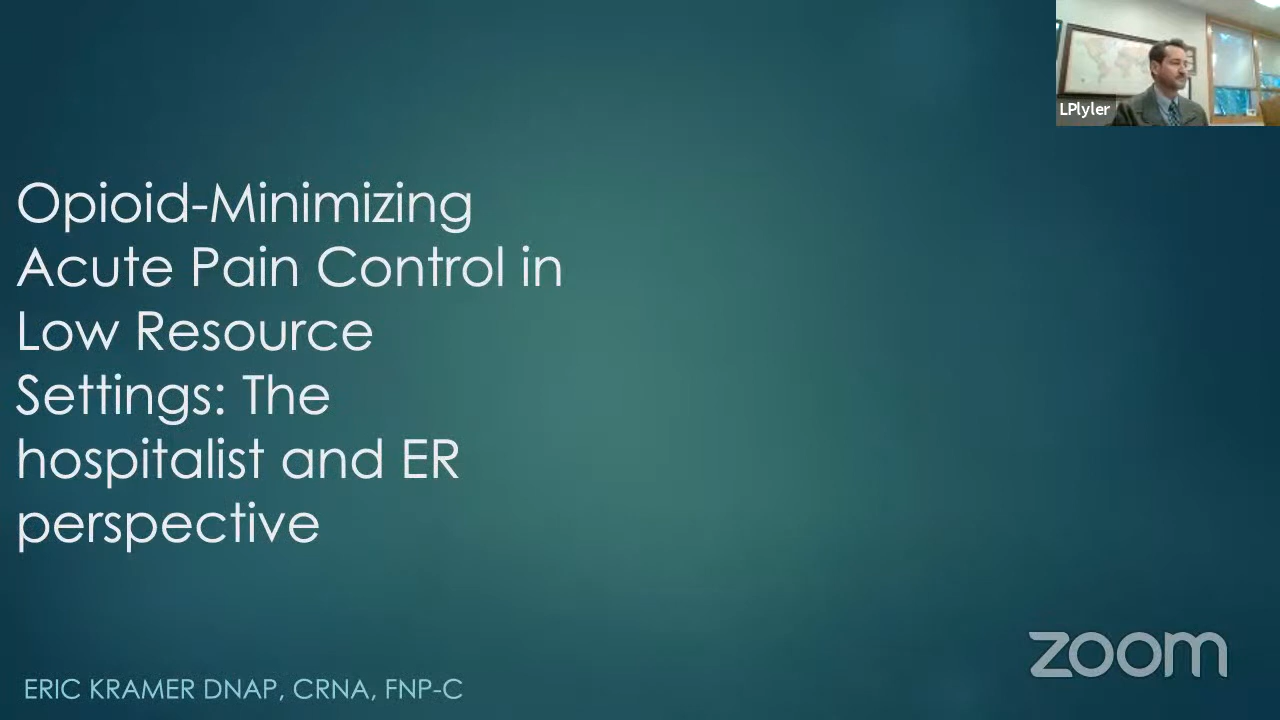 LPlyler
Opioid-Minimizing
Acute Pain Control in
Low Resource
Settings: The
hospitalist and ER
perspective
zoom
ERIC KRAMER DNAP, CRNA, FNP-C